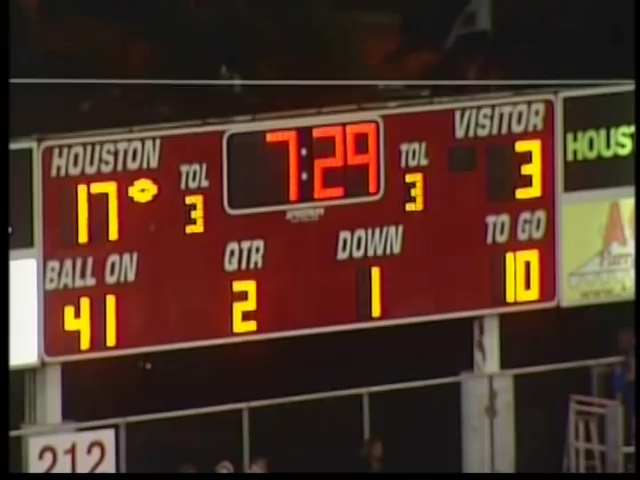 HOUSTON TOL 7:29 TOL VISITOR
17 3 3 3
BALL ON QTR DOWN TO GO
41 2 1 10
HOUS
212